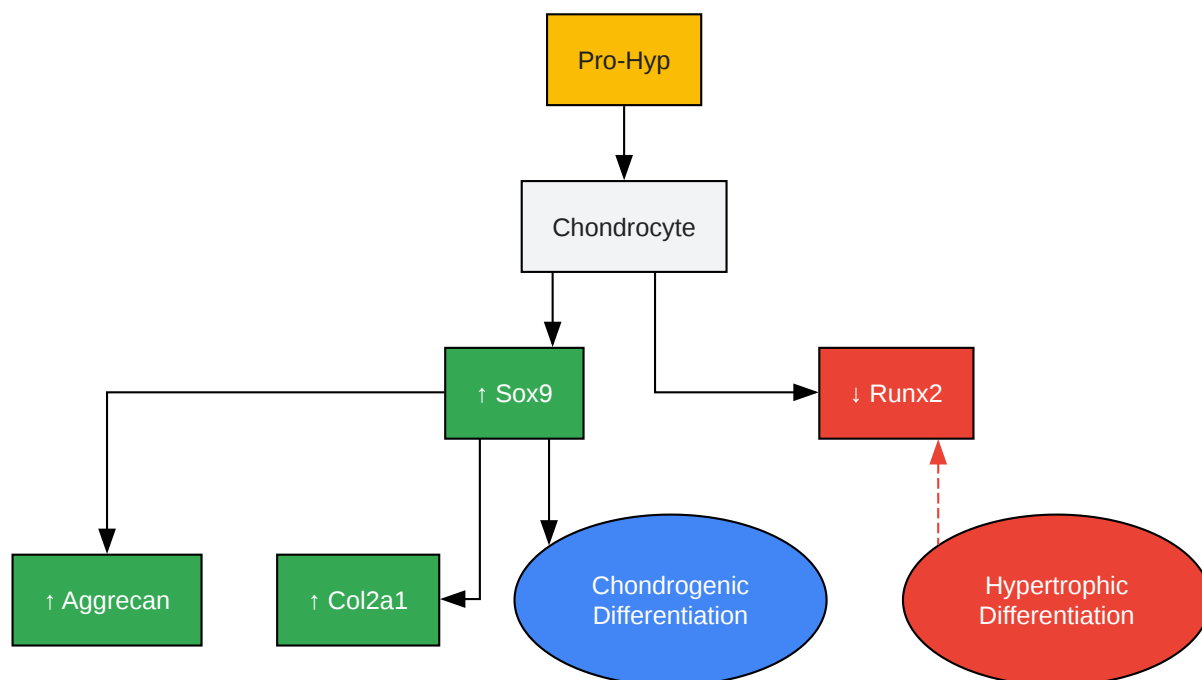 Pro-Hyp
Chondrocyte
↑ Sox9
↓ Runx2
↑ Aggrecan
↑ Col2a1
Chondrogenic
Differentiation
Hypertrophic
Differentiation